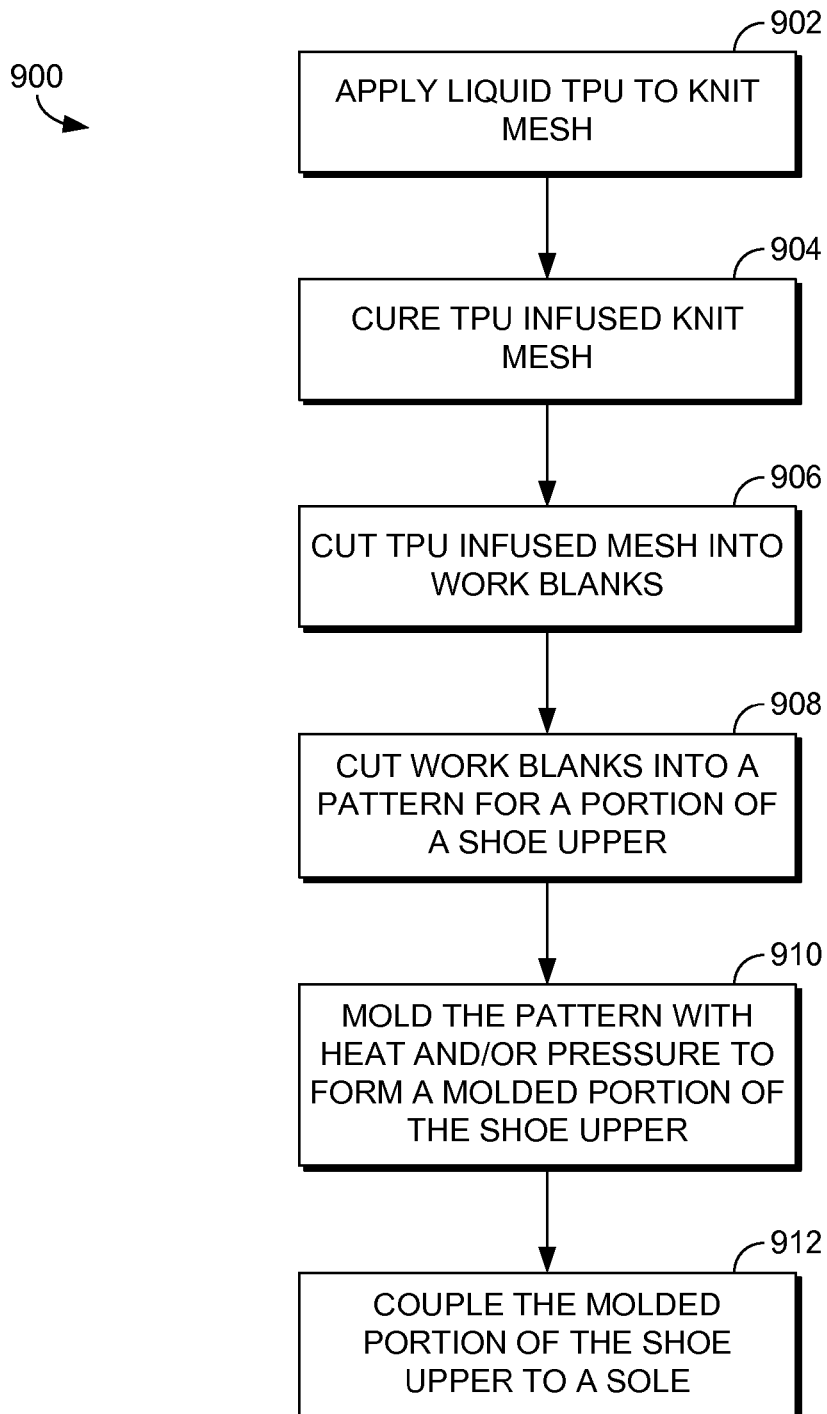 900
902
APPLY LIQUID TPU TO KNIT
MESH
904
CURE TPU INFUSED KNIT
MESH
906
CUT TPU INFUSED MESH INTO
WORK BLANKS
908
CUT WORK BLANKS INTO A
PATTERN FOR A PORTION OF
A SHOE UPPER
910
MOLD THE PATTERN WITH
HEAT AND/OR PRESSURE TO
FORM A MOLDED PORTION OF
THE SHOE UPPER
912
COUPLE THE MOLDED
PORTION OF THE SHOE
UPPER TO A SOLE